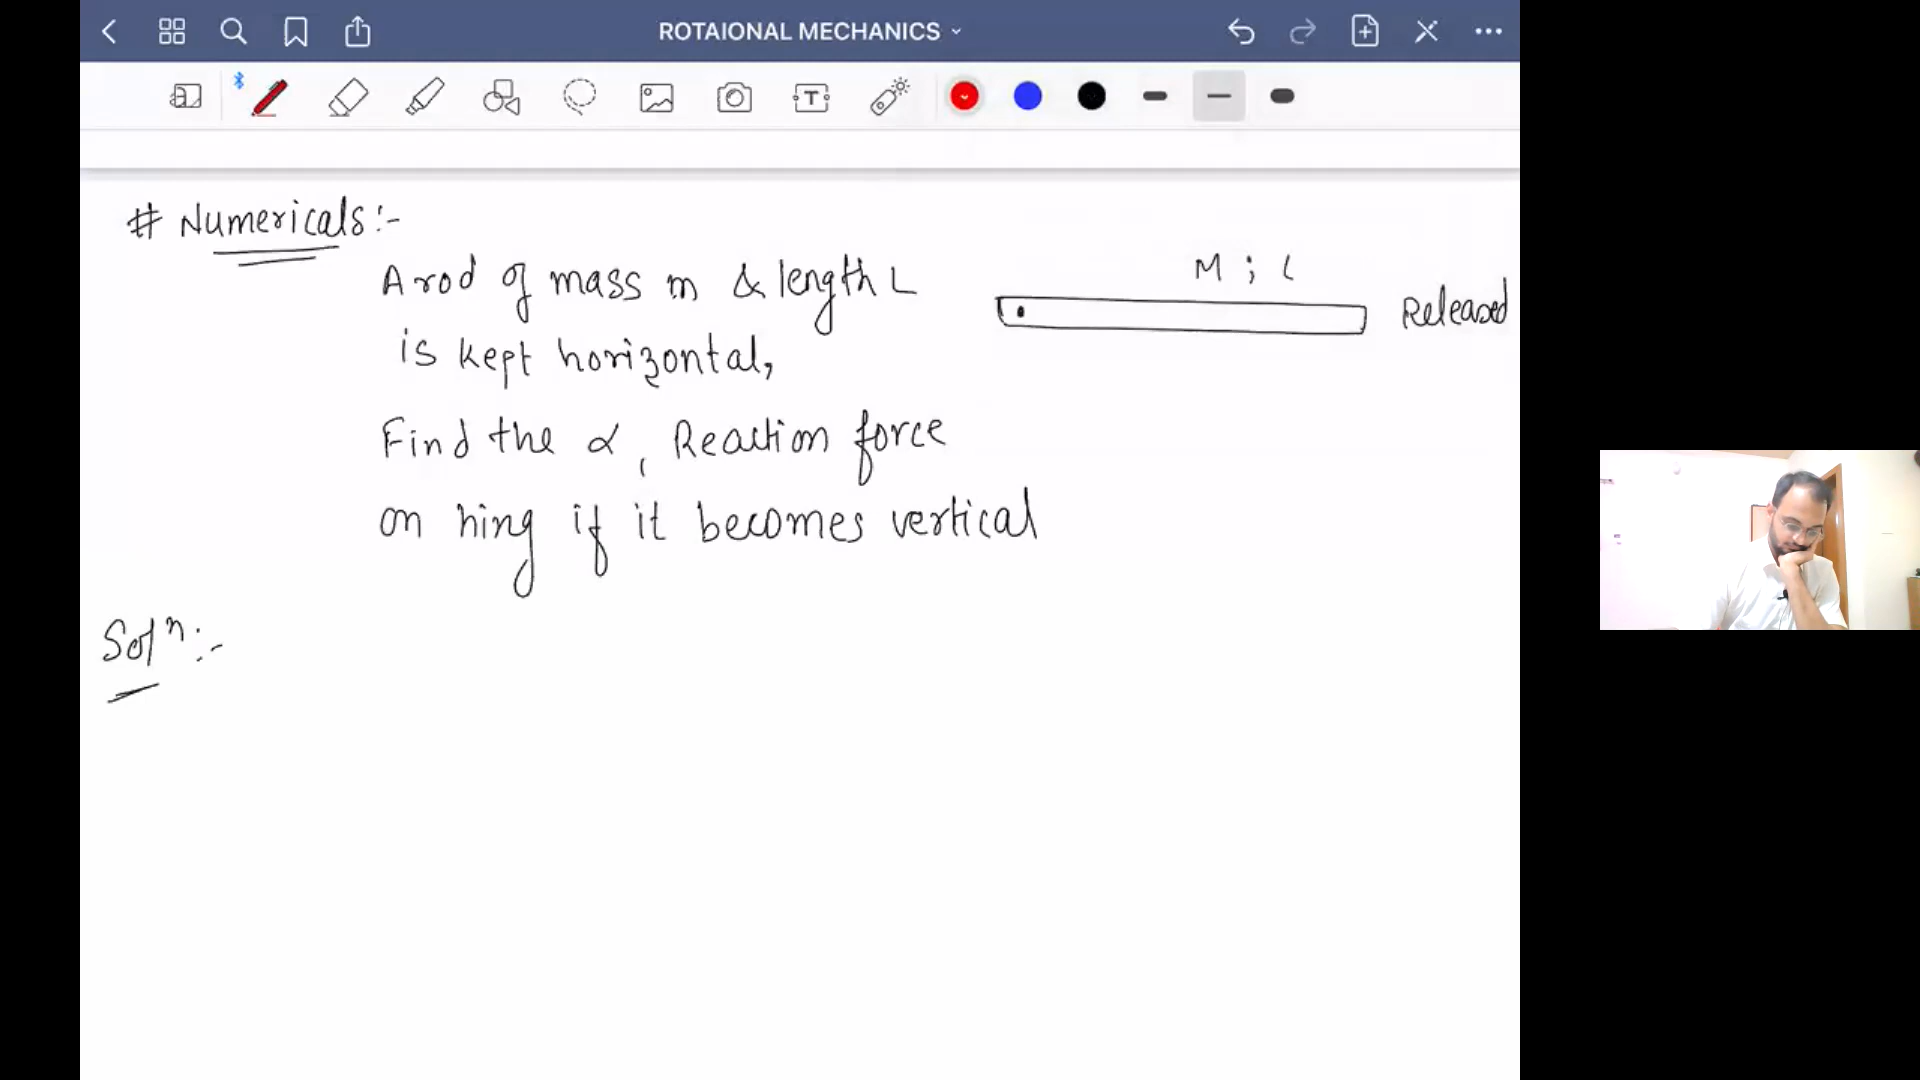 ROTAIONAL MECHANICS
# Numericals:-
A rod of mass m & length L
is kept horizontal,
Find the α, Reaction force
on hing if it becomes vertical
M ; L
Released
Solⁿ:-